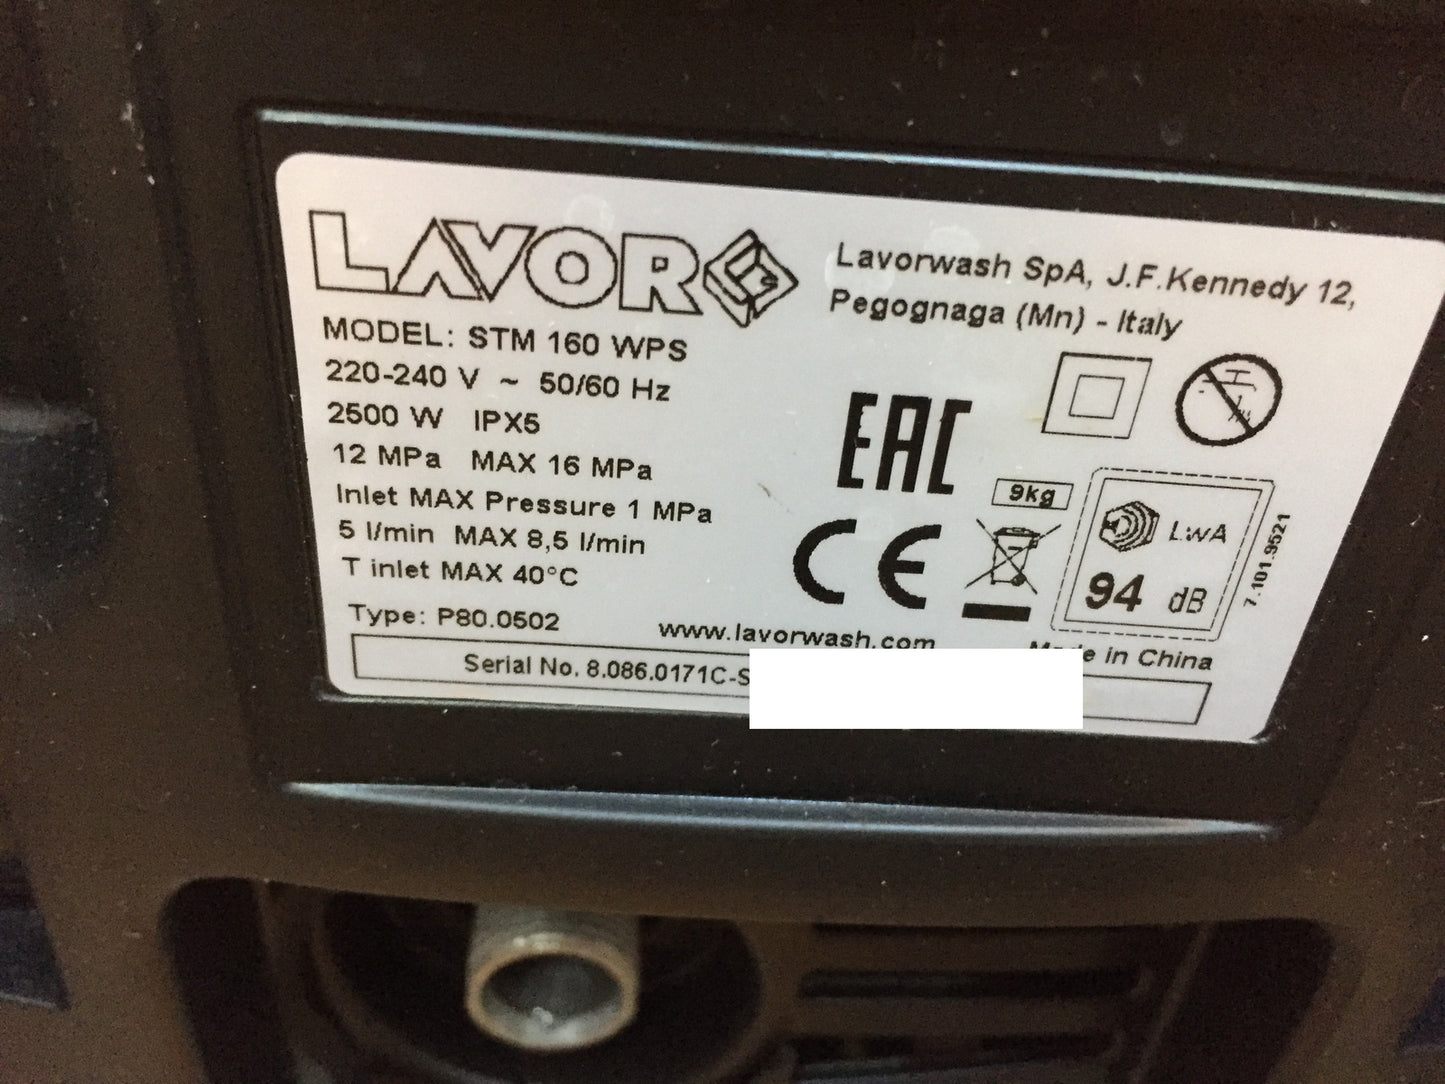 LAVOR
Lavorwash SpA, J.F.Kennedy 12,
Pegognaga (Mn) - Italy
MODEL: STM 160 WPS
220-240 V ~ 50/60 Hz
2500 W IPX5
12 MPa MAX 16 MPa
Inlet MAX Pressure 1 MPa
5 l/min MAX 8,5 l/min
T inlet MAX 40°C
Type: P80.0502
EAC
CE
9kg
LWA
94 dB
7.101.9521
www.lavorwash.com
in China
Serial No. 8.086.0171C-S